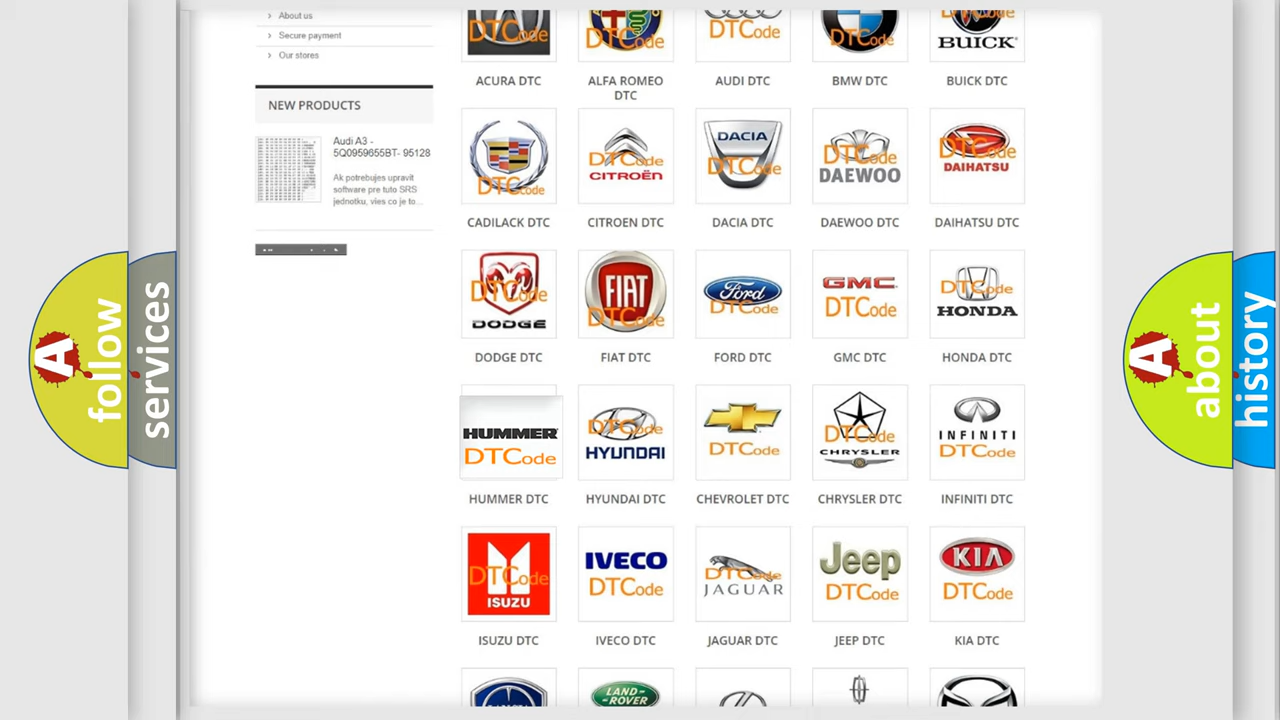 About us
Secure payment
Our stores
NEW PRODUCTS
Audi A3 -
5Q0959655BT- 95128
Ak potrebujes upravit
software pre tuto SRS
jednotku, vies co je to...
DTCode DTCode DTCode DTCode DTCode
BUICK
ACURA DTC
ALFA ROMEO
DTC
AUDI DTC
BMW DTC
BUICK DTC
DTCode
DTCode
CITROËN
DACIA
DTCode
DTCode
DAEWOO
DTCode
DAIHATSU
CADILACK DTC
CITROEN DTC
DACIA DTC
DAEWOO DTC
DAIHATSU DTC
DTCode
DODGE
FIAT
DTCode
Ford
DTCode
GMC
DTCode
DTCode
HONDA
DODGE DTC
FIAT DTC
FORD DTC
GMC DTC
HONDA DTC
HUMMER
DTCode
DTCode
HYUNDAI
DTCode
DTCode
CHRYSLER
INFINITI
DTCode
HUMMER DTC
HYUNDAI DTC
CHEVROLET DTC
CHRYSLER DTC
INFINITI DTC
DTCode
ISUZU
IVECO
DTCode
DTCode
JAGUAR
Jeep
DTCode
KIA
DTCode
ISUZU DTC
IVECO DTC
JAGUAR DTC
JEEP DTC
KIA DTC
LAND-
ROVER
A follow
services
A about
history